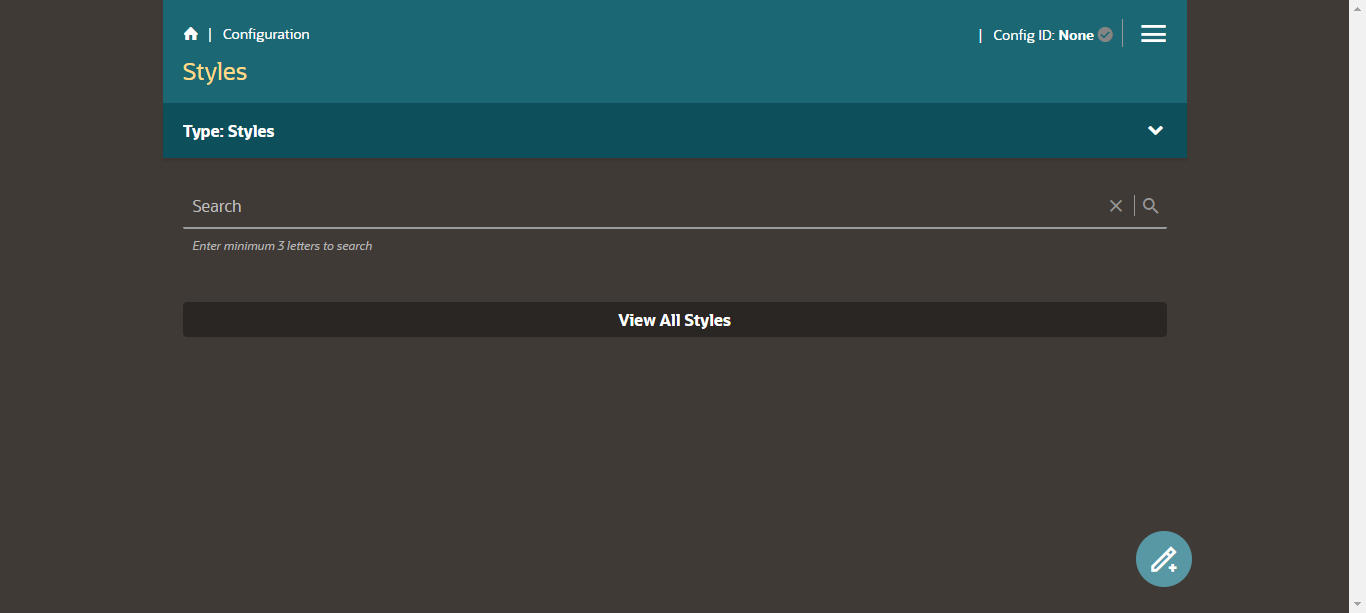 | Configuration
| Config ID: None
Styles
Type: Styles
Search
Enter minimum 3 letters to search
View All Styles